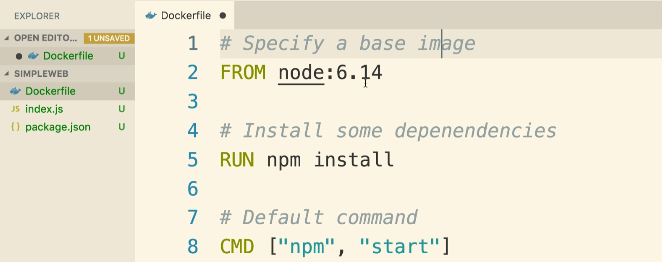 EXPLORER
OPEN EDITO... 1 UNSAVED
Dockerfile U
SIMPLEWEB
Dockerfile U
JS index.js U
{} package.json U
Dockerfile
1 # Specify a base image
2 FROM node:6.14
3
4 # Install some depenendencies
5 RUN npm install
6
7 # Default command
8 CMD ["npm", "start"]